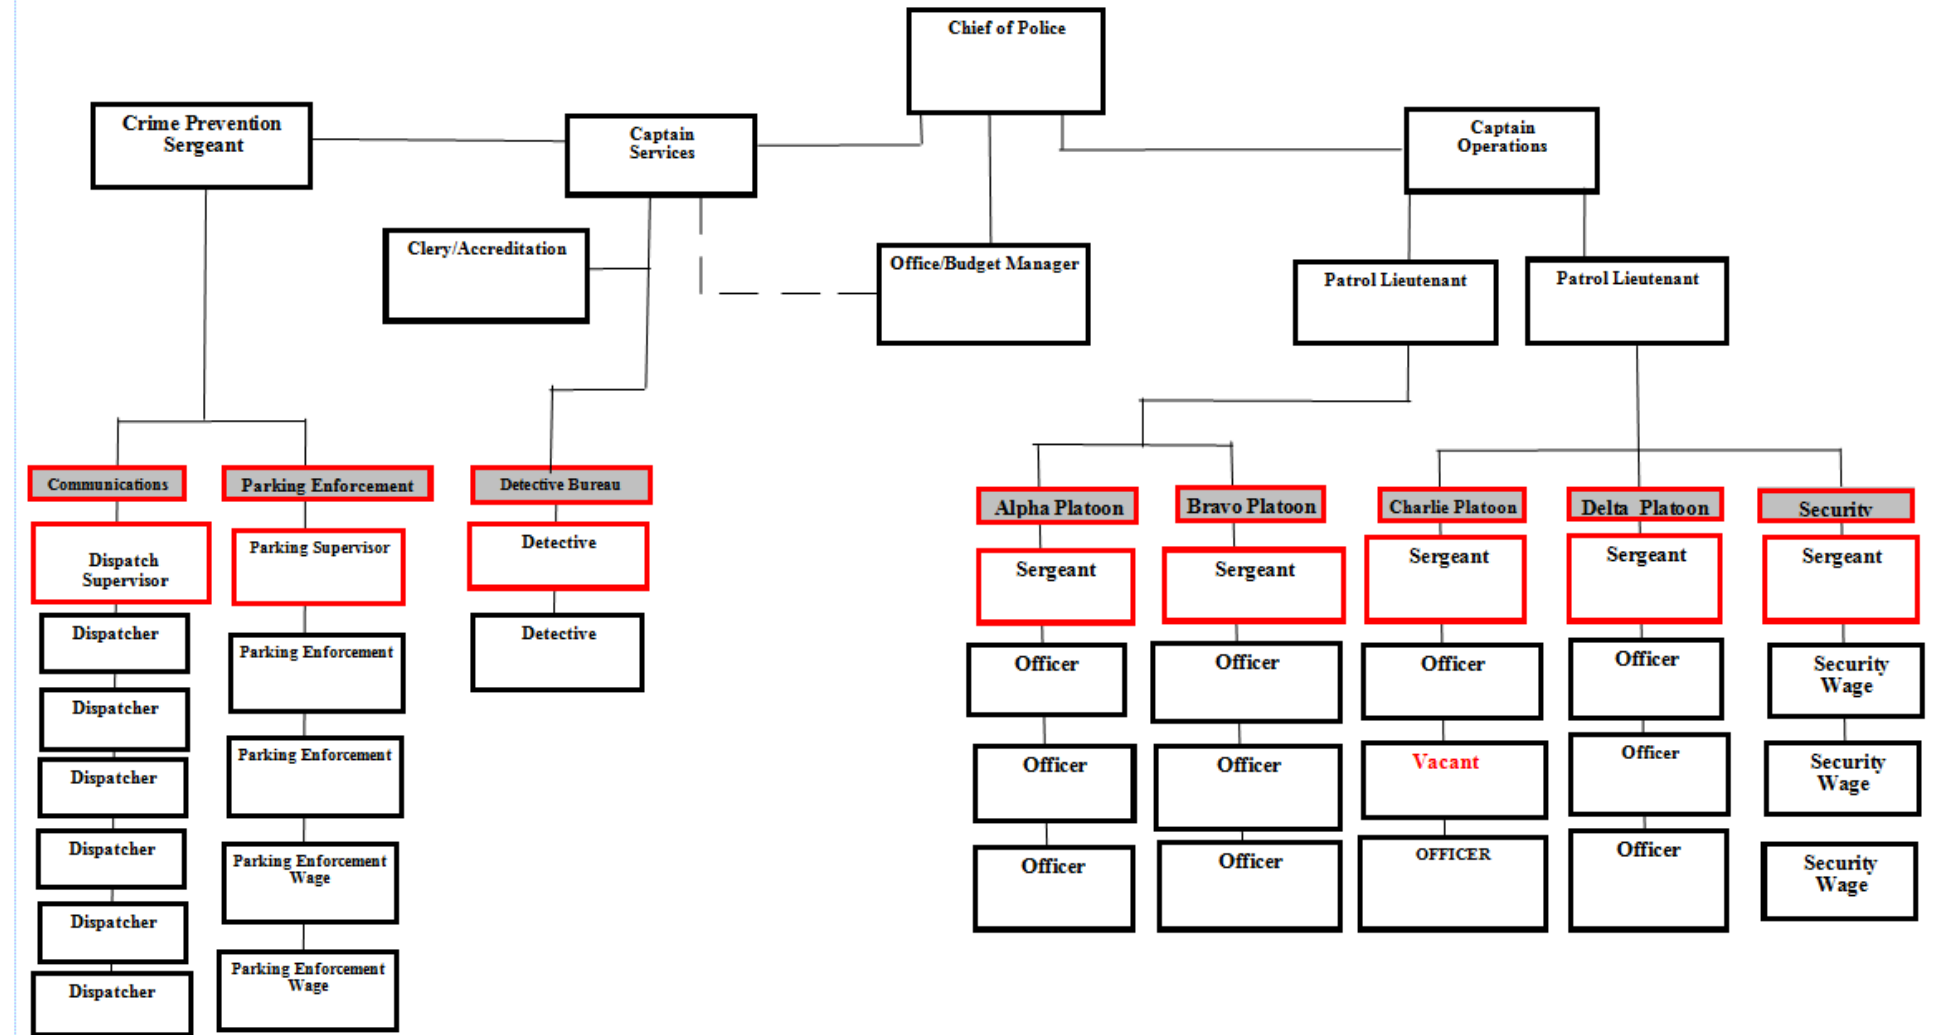 Chief of Police
Crime Prevention
Sergeant
Captain
Services
Captain
Operations
Clery/Accreditation
Office/Budget Manager
Patrol Lieutenant
Patrol Lieutenant
Communications
Parking Enforcement
Detective Bureau
Alpha Platoon
Bravo Platoon
Charlie Platoon
Delta Platoon
Security
Dispatch
Supervisor
Parking Supervisor
Detective
Sergeant
Sergeant
Sergeant
Sergeant
Sergeant
Dispatcher
Parking Enforcement
Detective
Officer
Officer
Officer
Officer
Security
Wage
Dispatcher
Parking Enforcement
Officer
Officer
Vacant
Officer
Security
Wage
Dispatcher
Dispatcher
Parking Enforcement
Wage
Officer
Officer
OFFICER
Officer
Security
Wage
Dispatcher
Parking Enforcement
Wage
Dispatcher